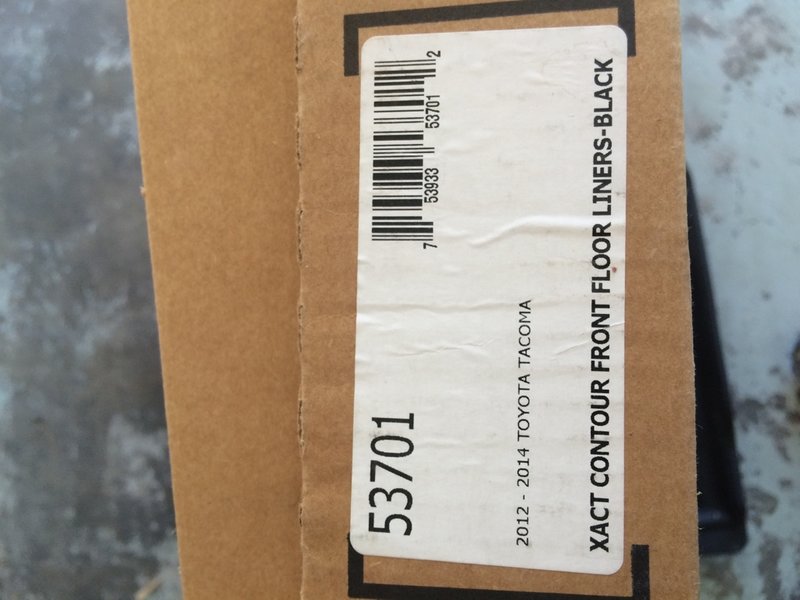 53701
7 53933 53701 2
2012 - 2014 TOYOTA TACOMA
XACT CONTOUR FRONT FLOOR LINERS-BLACK